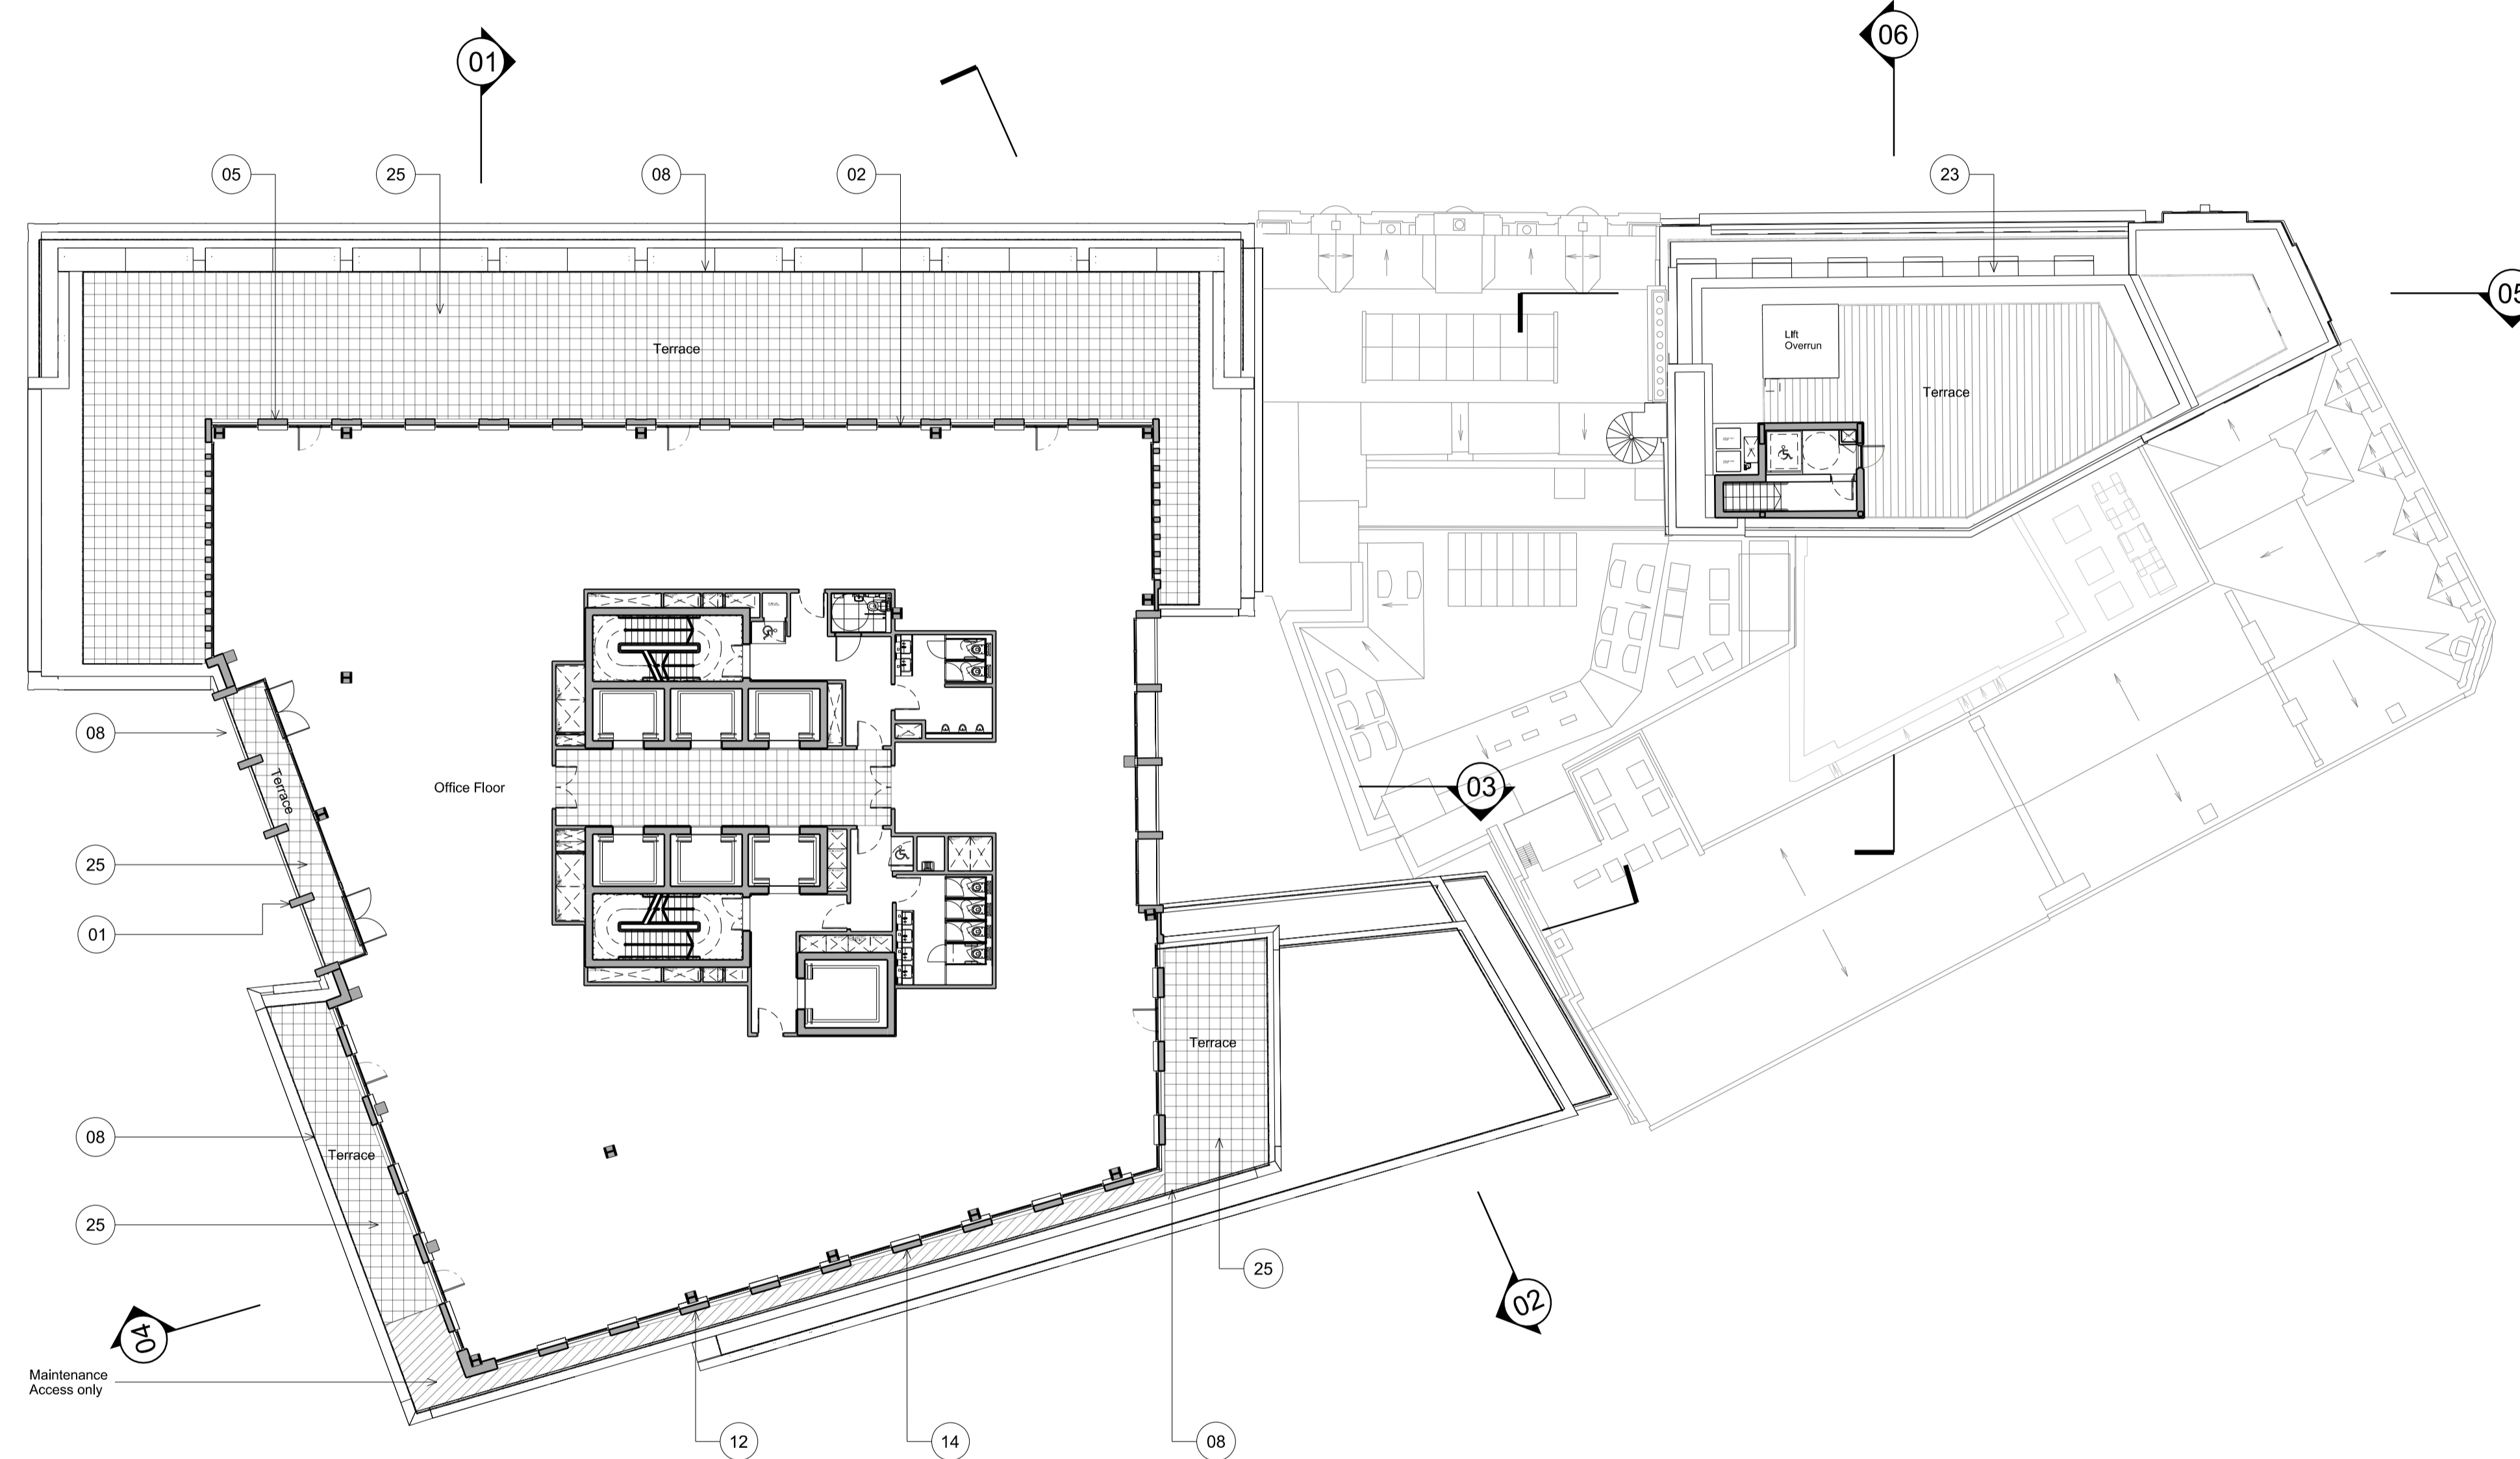 01
06
05
25
08
02
23
05
Terrace
Lift
Overrun
Terrace
08
Terrace
Office Floor
03
25
01
Terrace
08
Terrace
25
25
02
04
Maintenance
Access only
12
14
08